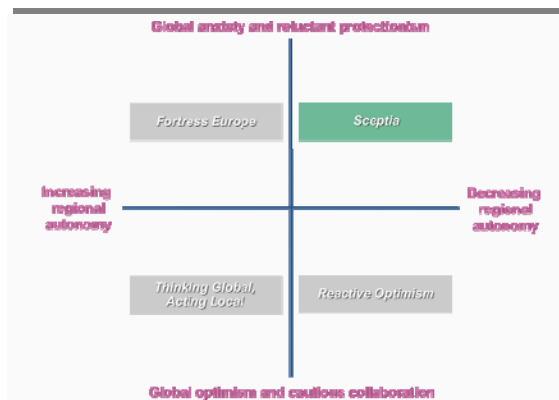 Global anxiety and reluctant protectionism
Fortress Europe
Sceptia
Increasing
regional
autonomy
Decreasing
regional
autonomy
Thinking Global,
Acting Local
Reactive Optimism
Global optimism and cautious collaboration